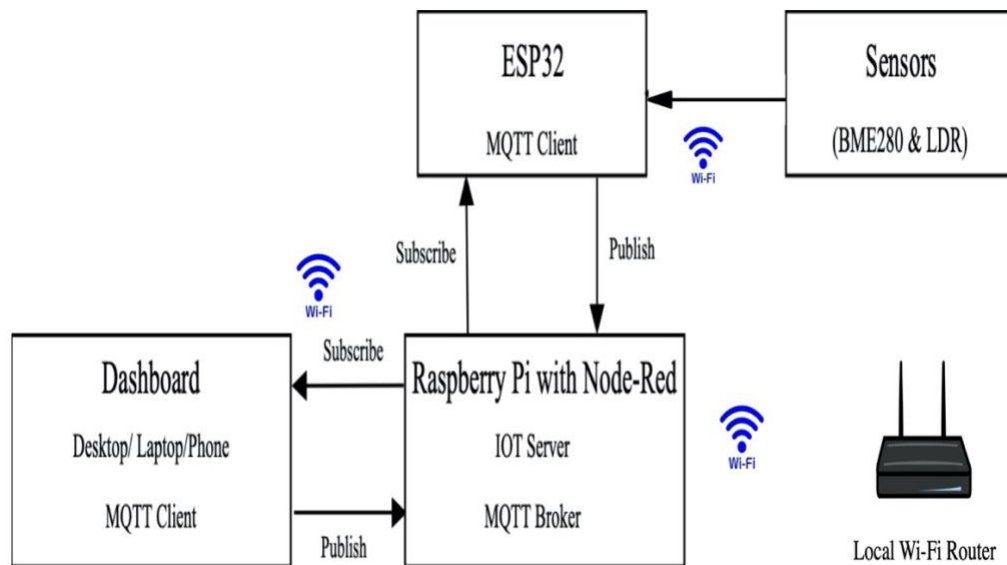 ESP32
MQTT Client
Sensors
(BME280 & LDR)
Wi-Fi
Subscribe
Publish
Wi-Fi
Dashboard
Desktop/ Laptop/Phone
MQTT Client
Subscribe
Publish
Raspberry Pi with Node-Red
IOT Server
MQTT Broker
Wi-Fi
Local Wi-Fi Router